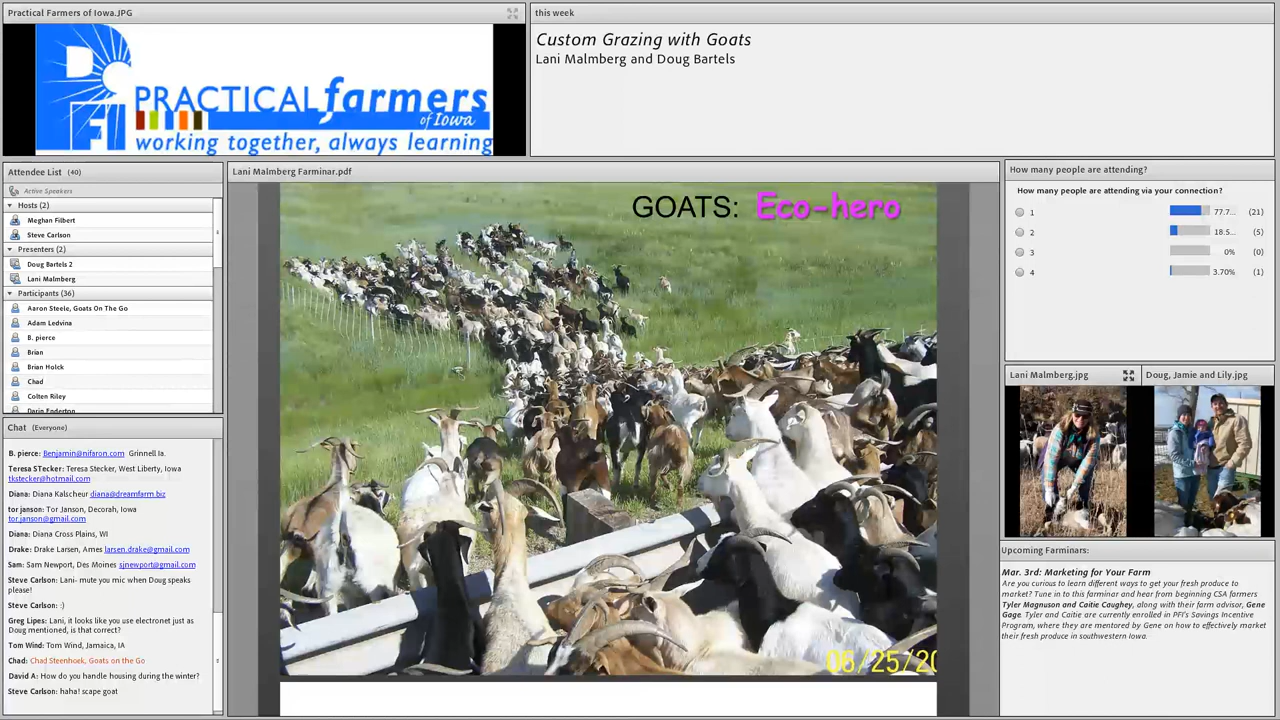 Practical Farmers of Iowa.JPG
PRACTICAL farmers
of Iowa
working together, always learning
PFI
this week
Custom Grazing with Goats
Lani Malmberg and Doug Bartels
Attendee List (40)
Active Speakers
Hosts (2)
Meghan Filbert
Steve Carlson
Presenters (2)
Doug Bartels 2
Lani Malmberg
Participants (36)
Aaron Steele, Goats On The Go
Adam Ledvina
B. pierce
Brian
Brian Holck
Chad
Colten Riley
Darin Enderton
Chat (Everyone)
B. pierce: Benjamin@nifaron.com Grinnell Ia.
Teresa STecker: Teresa Stecker, West Liberty, Iowa
tkstecker@hotmail.com
Diana: Diana Kalscheur diana@dreamfarm.biz
tor janson: Tor Janson, Decorah, Iowa
tor.janson@gmail.com
Diana: Diana Cross Plains, WI
Drake: Drake Larsen, Ames larsen.drake@gmail.com
Sam: Sam Newport, Des Moines sjnewport@gmail.com
Steve Carlson: Lani- mute you mic when Doug speaks
please!
Steve Carlson: :)
Greg Lipes: Lani, it looks like you use electronet just as
Doug mentioned, is that correct?
Tom Wind: Tom Wind, Jamaica, IA
Chad: Chad Steenhoek, Goats on the Go
David A: How do you handle housing during the winter?
Steve Carlson: haha! scape goat
Lani Malmberg Farminar.pdf
GOATS: Eco-hero
06/25/20
How many people are attending?
How many people are attending via your connection?
1 77.7... (21)
2 18.5... (5)
3 0% (0)
4 3.70% (1)
Lani Malmberg.jpg
Doug, Jamie and Lily.jpg
Upcoming Farminars:
Mar. 3rd: Marketing for Your Farm
Are you curious to learn different ways to get your fresh produce to
market? Tune in to this farminar and hear from beginning CSA farmers
Tyler Magnuson and Caitie Caughey, along with their farm advisor, Gene
Gage. Tyler and Caitie are currently enrolled in PFI's Savings Incentive
Program, where they are mentored by Gene on how to effectively market
their fresh produce in southwestern Iowa.